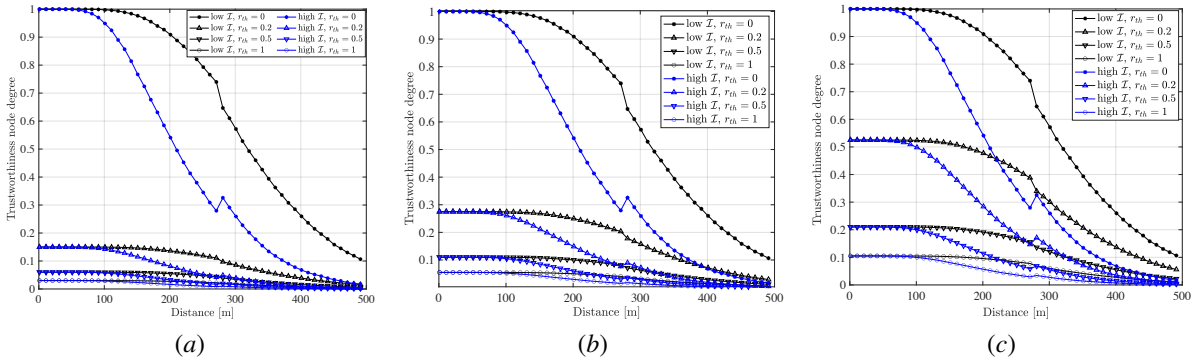 Trustworthiness node degree
1
0.9
0.8
0.7
0.6
0.5
0.4
0.3
0.2
0.1
0
0 100 200 300 400 500
Distance [m]
low ℐ, r_th = 0 high ℐ, r_th = 0
low ℐ, r_th = 0.2 high ℐ, r_th = 0.2
low ℐ, r_th = 0.5 high ℐ, r_th = 0.5
low ℐ, r_th = 1 high ℐ, r_th = 1
(a)
Trustworthiness node degree
1
0.9
0.8
0.7
0.6
0.5
0.4
0.3
0.2
0.1
0
0 100 200 300 400 500
Distance [m]
low ℐ, r_th = 0
low ℐ, r_th = 0.2
low ℐ, r_th = 0.5
low ℐ, r_th = 1
high ℐ, r_th = 0
high ℐ, r_th = 0.2
high ℐ, r_th = 0.5
high ℐ, r_th = 1
(b)
Trustworthiness node degree
1
0.9
0.8
0.7
0.6
0.5
0.4
0.3
0.2
0.1
0
0 100 200 300 400 500
Distance [m]
low ℐ, r_th = 0
low ℐ, r_th = 0.2
low ℐ, r_th = 0.5
low ℐ, r_th = 1
high ℐ, r_th = 0
high ℐ, r_th = 0.2
high ℐ, r_th = 0.5
high ℐ, r_th = 1
(c)